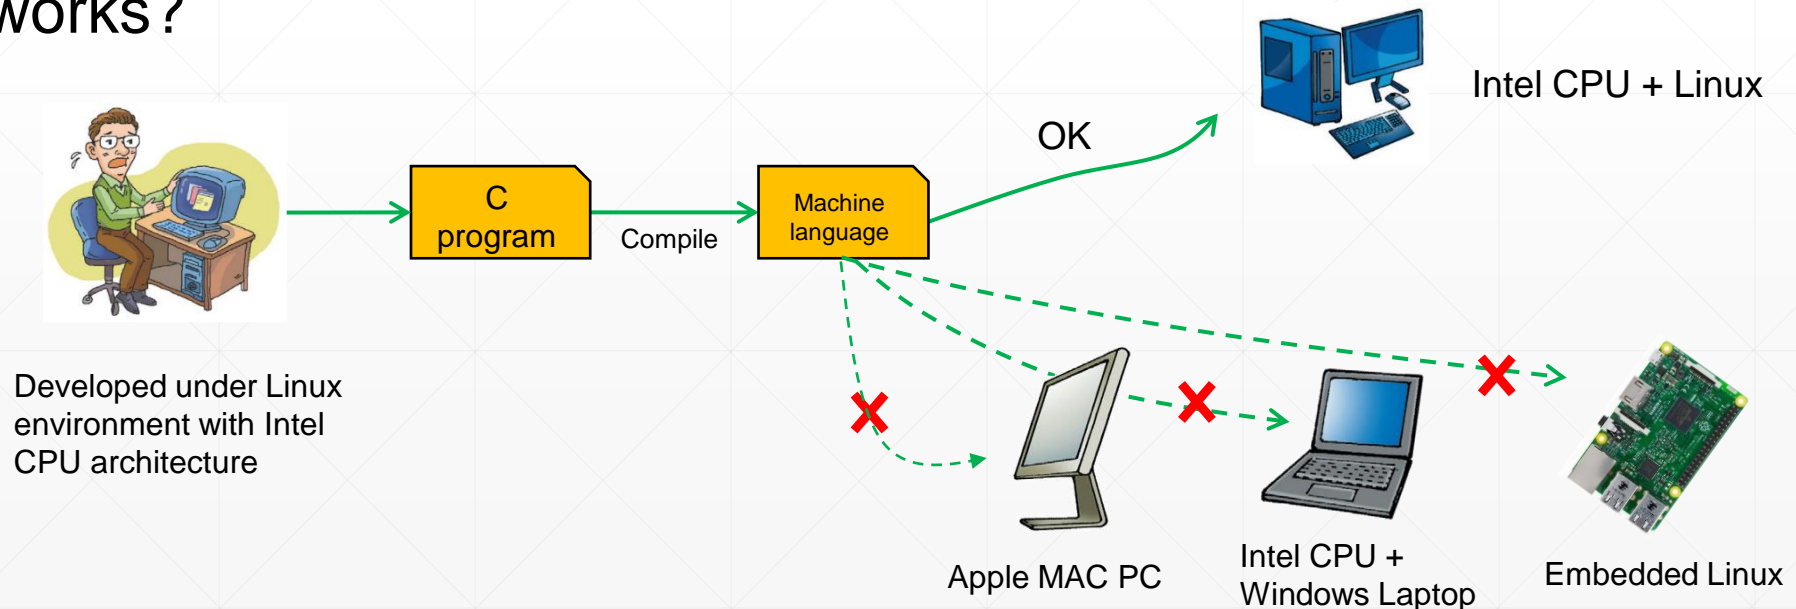 works?
Intel CPU + Linux
OK
C
program
Compile
Machine
language
Developed under Linux
environment with Intel
CPU architecture
Apple MAC PC
Intel CPU +
Windows Laptop
Embedded Linux